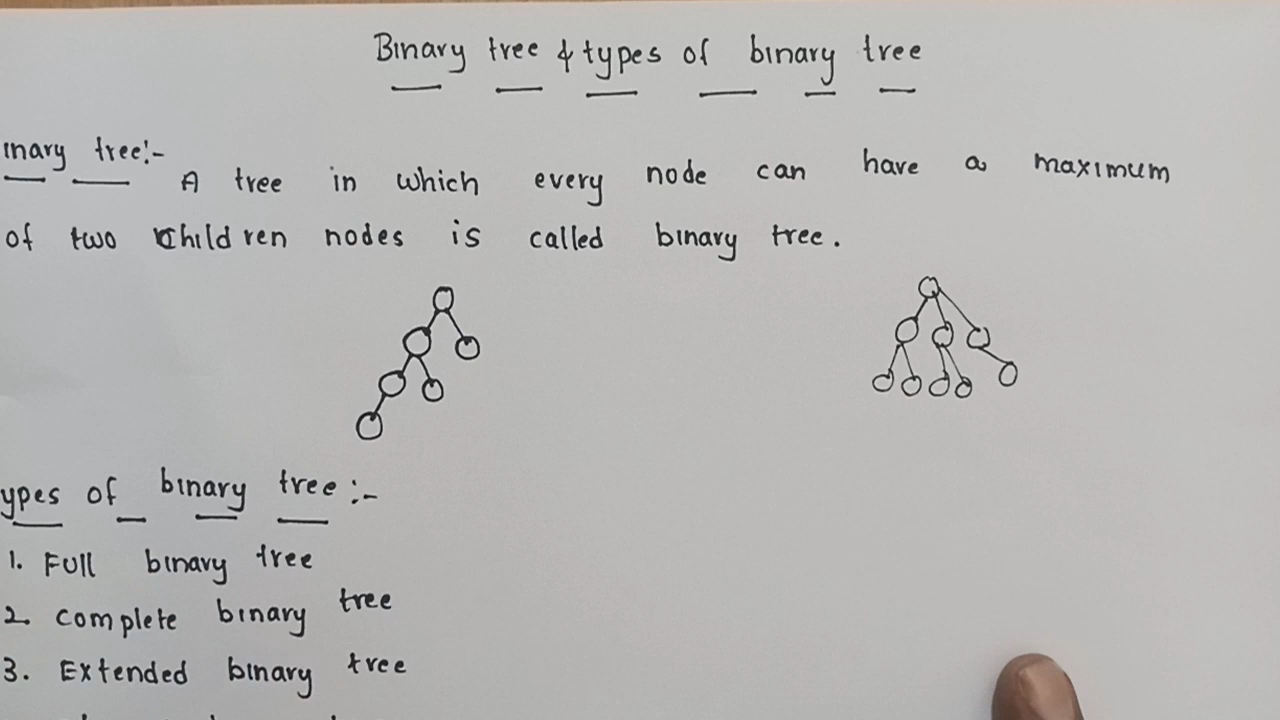 Binary tree & types of binary tree
inary tree:-
A tree in which every node can have a maximum
of two children nodes is called binary tree.
ypes of binary tree :-
1. Full binary tree
2. complete binary tree
3. Extended binary tree